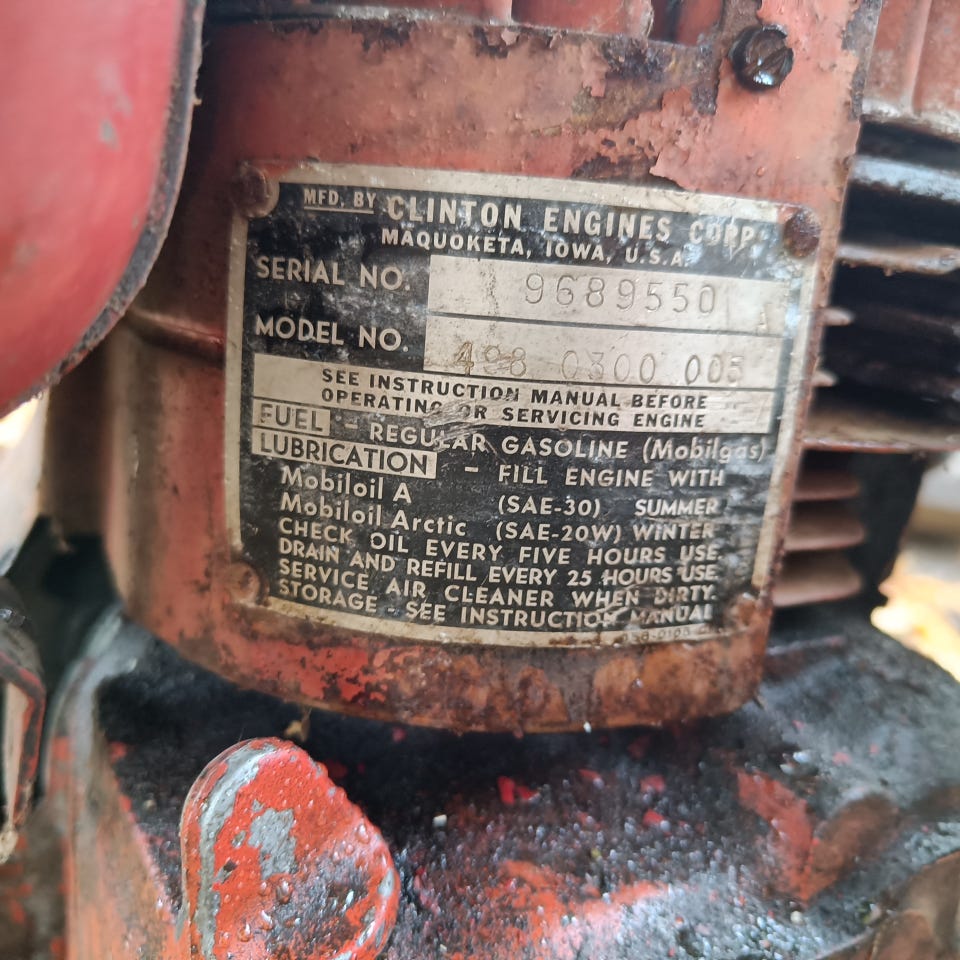 MFD. BY CLINTON ENGINES CORP.
MAQUOKETA, IOWA, U.S.A.
SERIAL NO. 9689550 A
MODEL NO. 498 0300 005
SEE INSTRUCTION MANUAL BEFORE
OPERATING OR SERVICING ENGINE
FUEL - REGULAR GASOLINE (Mobilgas)
LUBRICATION - FILL ENGINE WITH
Mobiloil A (SAE-30) SUMMER
Mobiloil Arctic (SAE-20W) WINTER
CHECK OIL EVERY FIVE HOURS USE.
DRAIN AND REFILL EVERY 25 HOURS USE
SERVICE AIR CLEANER WHEN DIRTY.
STORAGE - SEE INSTRUCTION MANUAL